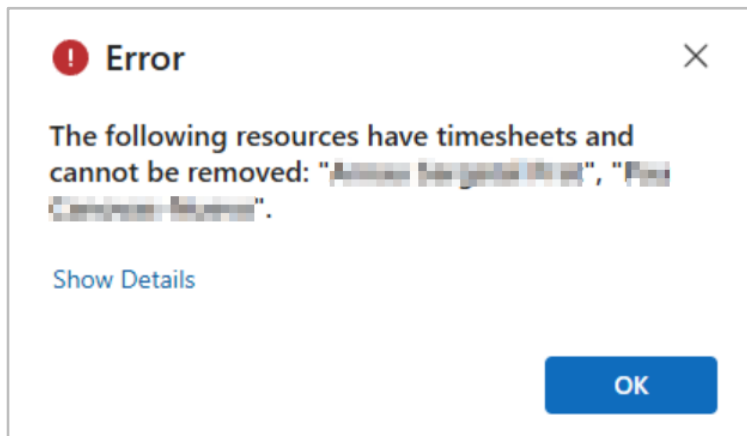 Error
The following resources have timesheets and
cannot be removed: "", "
".
Show Details
OK